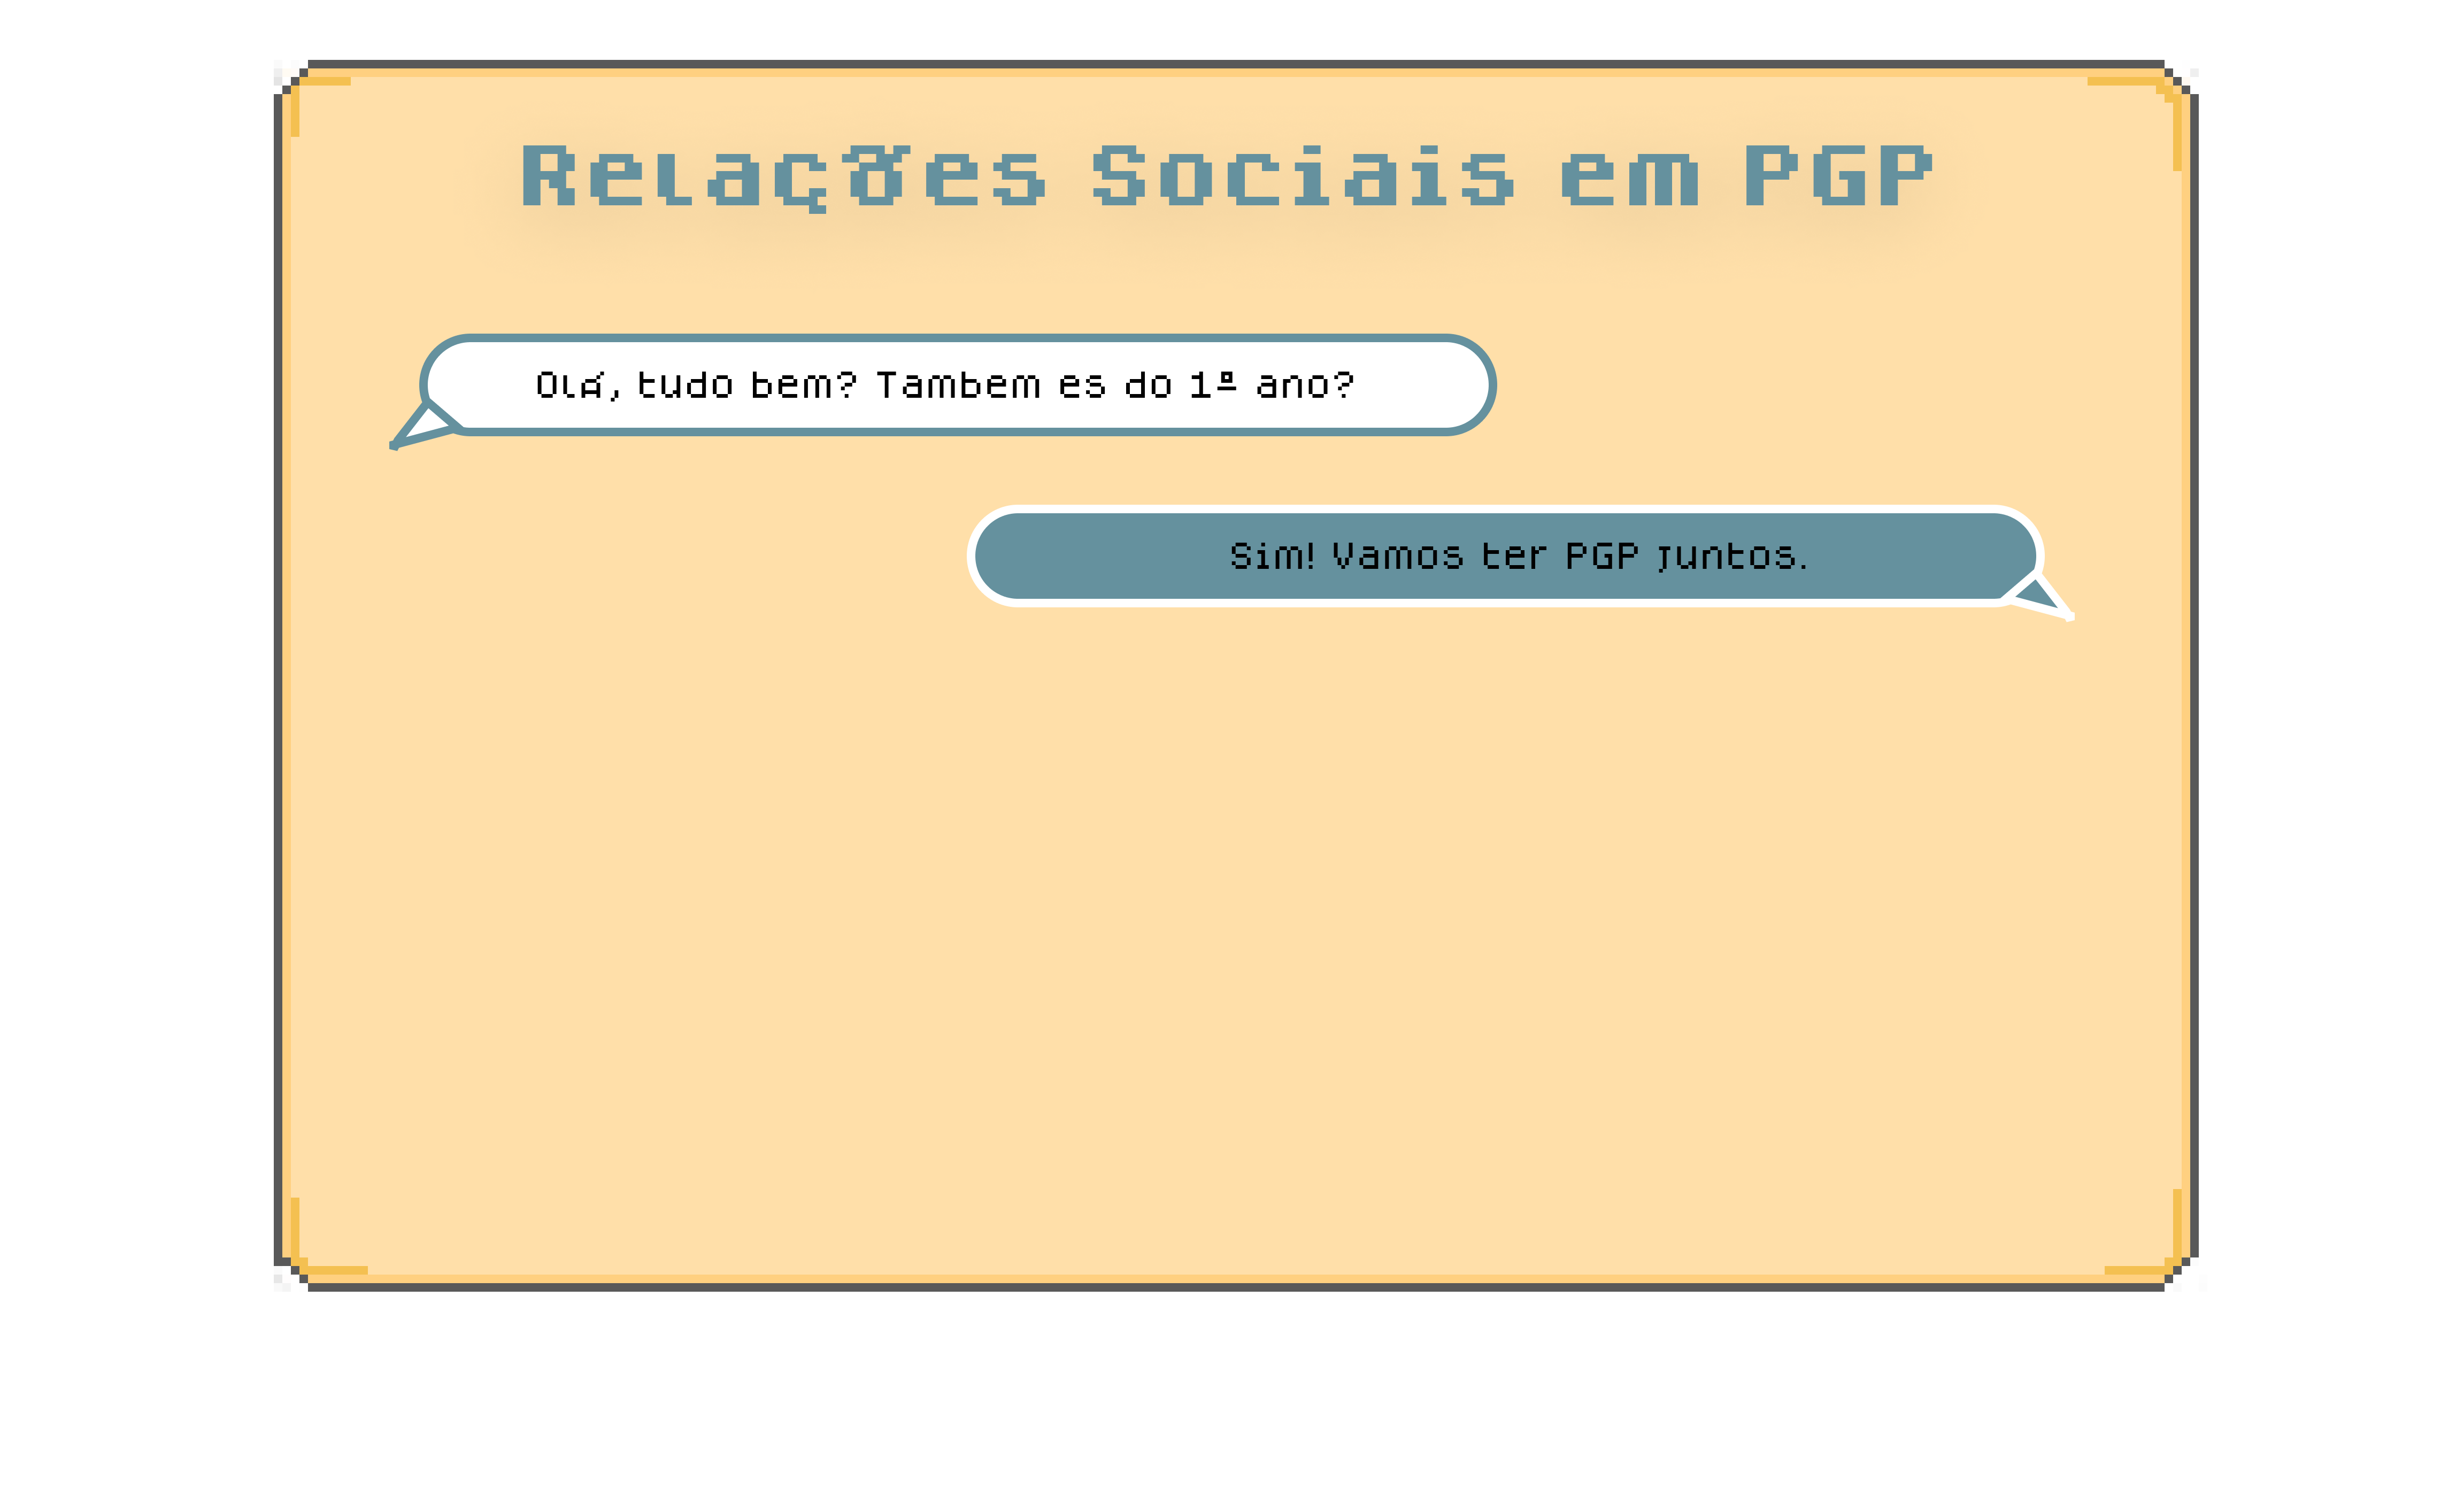 Relações Sociais em PGP
Olá, tudo bem? Tambem es do 1º ano?
Sim! Vamos ter PGP juntos.